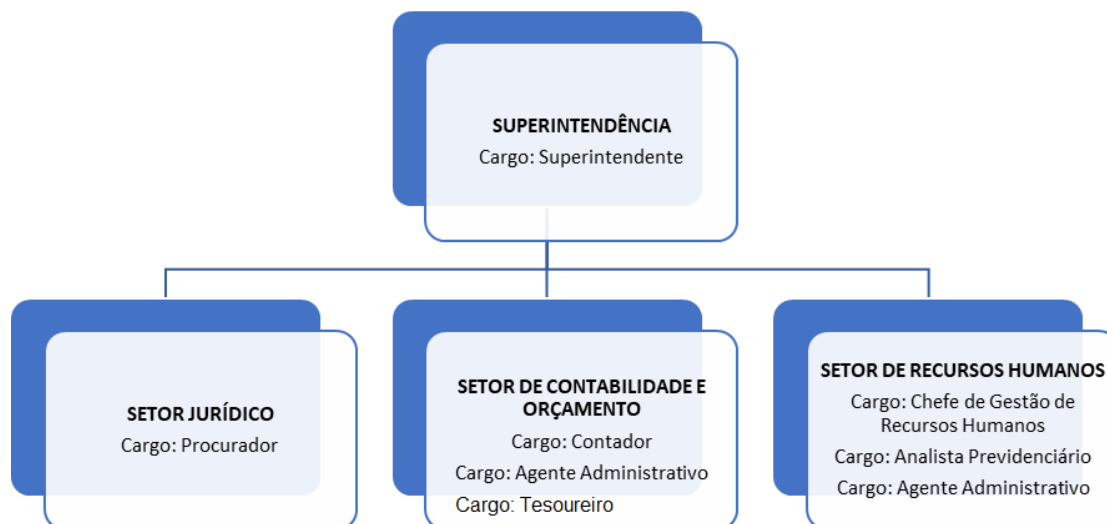 SUPERINTENDÊNCIA
Cargo: Superintendente
SETOR JURÍDICO
Cargo: Procurador
SETOR DE CONTABILIDADE E
ORÇAMENTO
Cargo: Contador
Cargo: Agente Administrativo
Cargo: Tesoureiro
SETOR DE RECURSOS HUMANOS
Cargo: Chefe de Gestão de
Recursos Humanos
Cargo: Analista Previdenciário
Cargo: Agente Administrativo